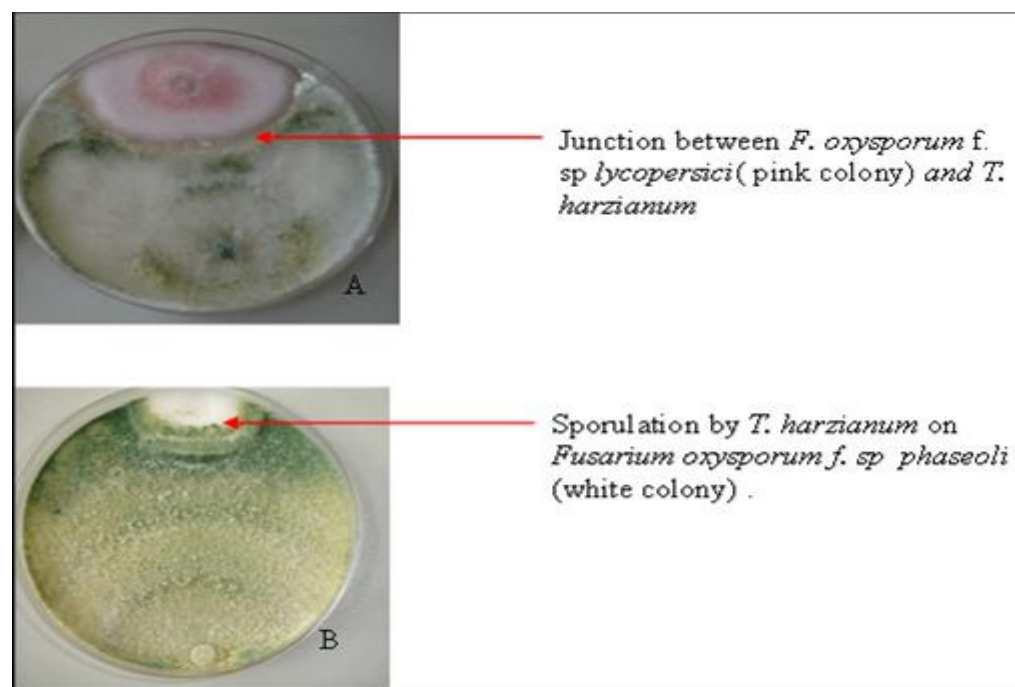 Junction between F. oxysporum f.
sp lycopersici( pink colony) and T.
harzianum
A
Sporulation by T. harzianum on
Fusarium oxysporum f. sp phaseoli
(white colony) .
B